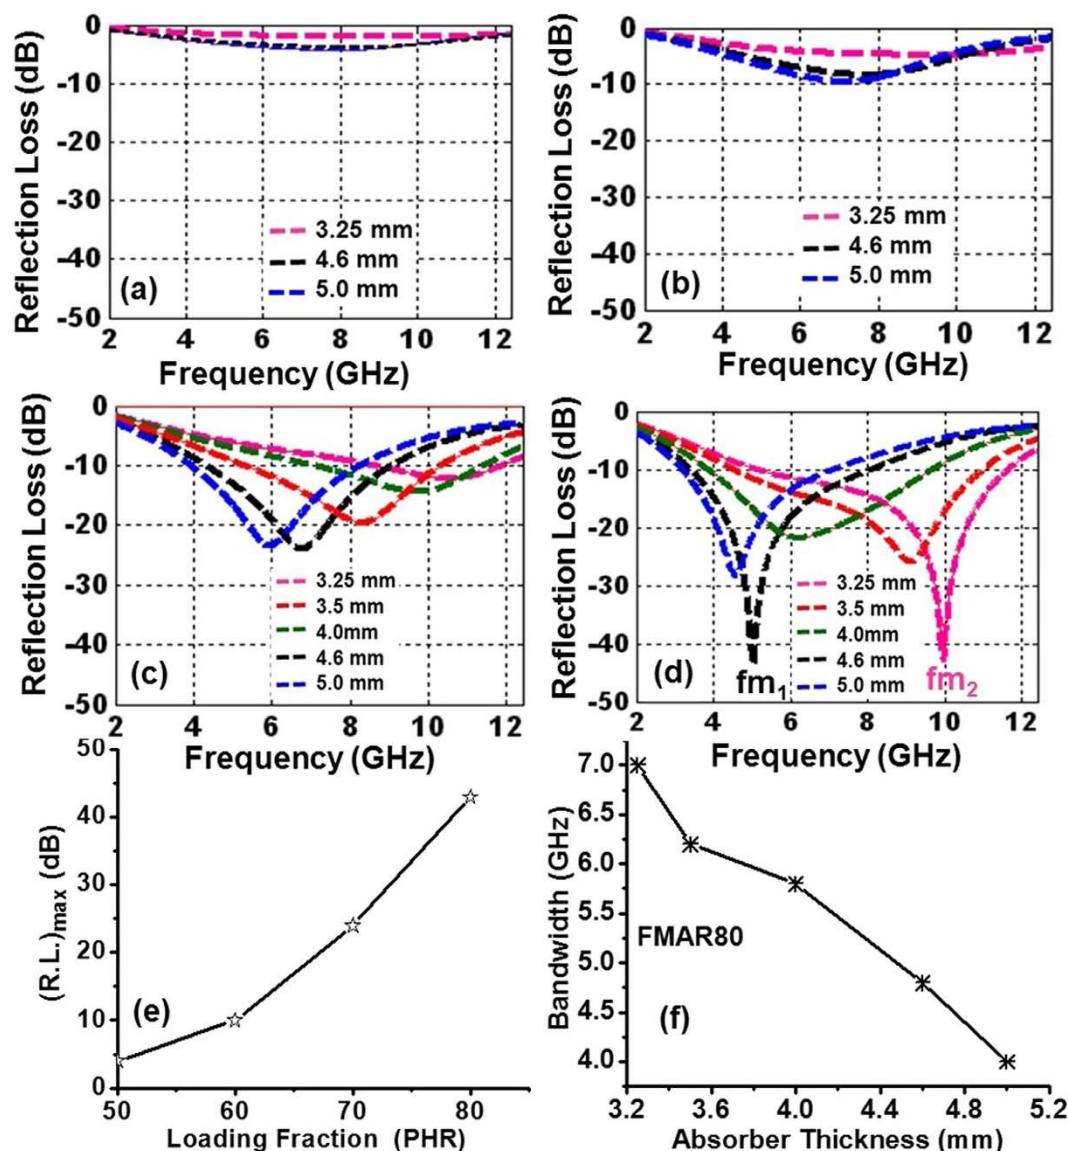 0
-10
-20
-30
-40
-50
Reflection Loss (dB)
3.25 mm
4.6 mm
5.0 mm
(a)
2 4 6 8 10 12
Frequency (GHz)
0
-10
-20
-30
-40
-50
Reflection Loss (dB)
3.25 mm
4.6 mm
5.0 mm
(b)
2 4 6 8 10 12
Frequency (GHz)
0
-10
-20
-30
-40
-50
Reflection Loss (dB)
3.25 mm
3.5 mm
4.0mm
4.6 mm
5.0 mm
(c)
2 4 6 8 10 12
Frequency (GHz)
0
-10
-20
-30
-40
-50
Reflection Loss (dB)
3.25 mm
3.5 mm
4.0mm
4.6 mm
5.0 mm
(d)
fm₁
fm₂
2 4 6 8 10 12
Frequency (GHz)
50
40
30
20
10
0
(R.L.)max (dB)
(e)
50 60 70 80
Loading Fraction (PHR)
7.0
6.5
6.0
5.5
5.0
4.5
4.0
Bandwidth (GHz)
FMAR80
(f)
3.2 3.6 4.0 4.4 4.8 5.2
Absorber Thickness (mm)